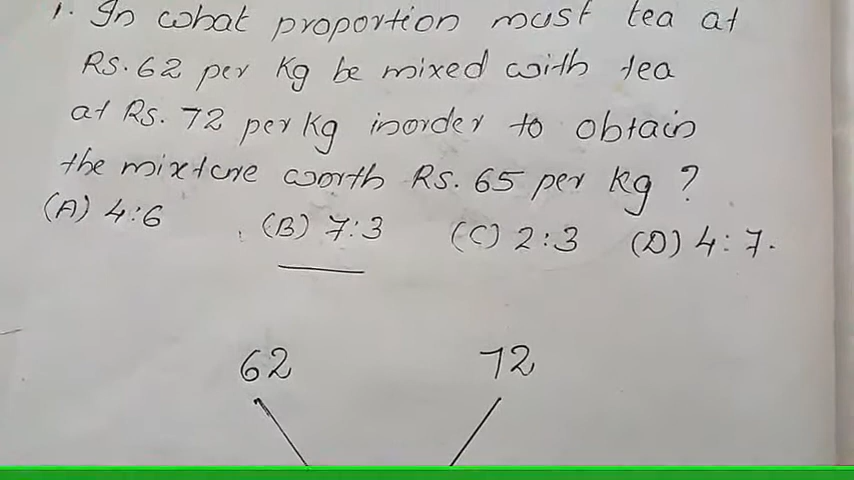 1. In what proportion must tea at
Rs. 62 per Kg be mixed with tea
at Rs. 72 per Kg inorder to obtain
the mixture worth Rs. 65 per Kg ?
(A) 4:6 (B) 7:3 (C) 2:3 (D) 4:7.
62 72